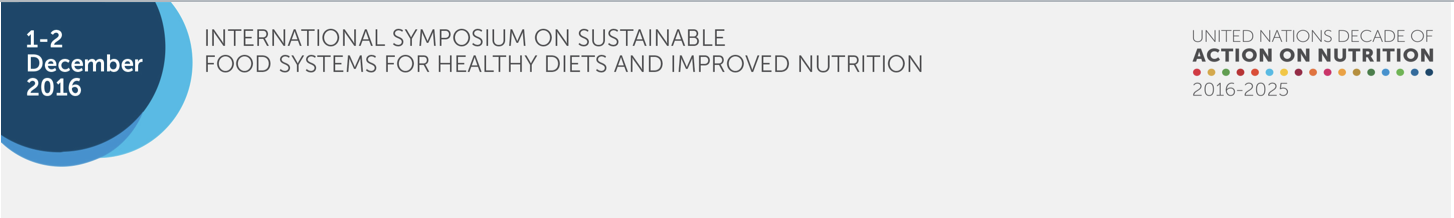 1-2
December
2016
INTERNATIONAL SYMPOSIUM ON SUSTAINABLE
FOOD SYSTEMS FOR HEALTHY DIETS AND IMPROVED NUTRITION
UNITED NATIONS DECADE OF
ACTION ON NUTRITION
2016-2025